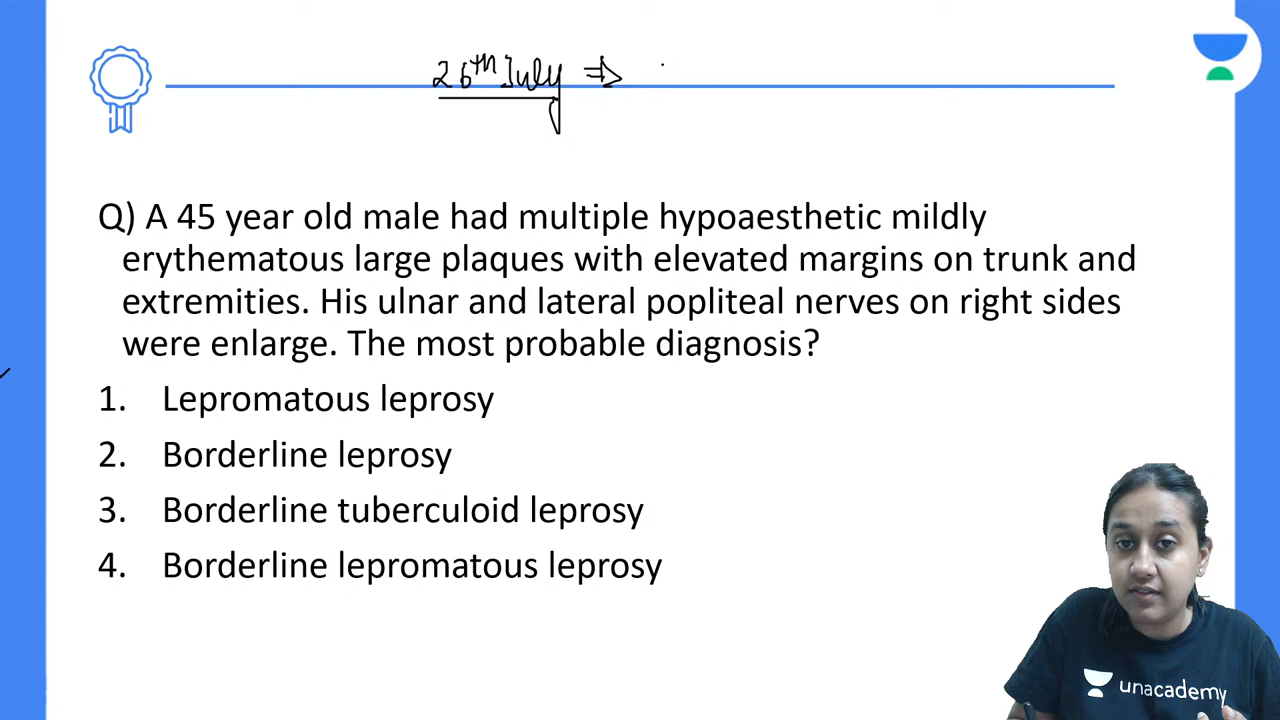 26th July ⇒
Q) A 45 year old male had multiple hypoaesthetic mildly
erythematous large plaques with elevated margins on trunk and
extremities. His ulnar and lateral popliteal nerves on right sides
were enlarge. The most probable diagnosis?
1. Lepromatous leprosy
2. Borderline leprosy
3. Borderline tuberculoid leprosy
4. Borderline lepromatous leprosy
unacademy